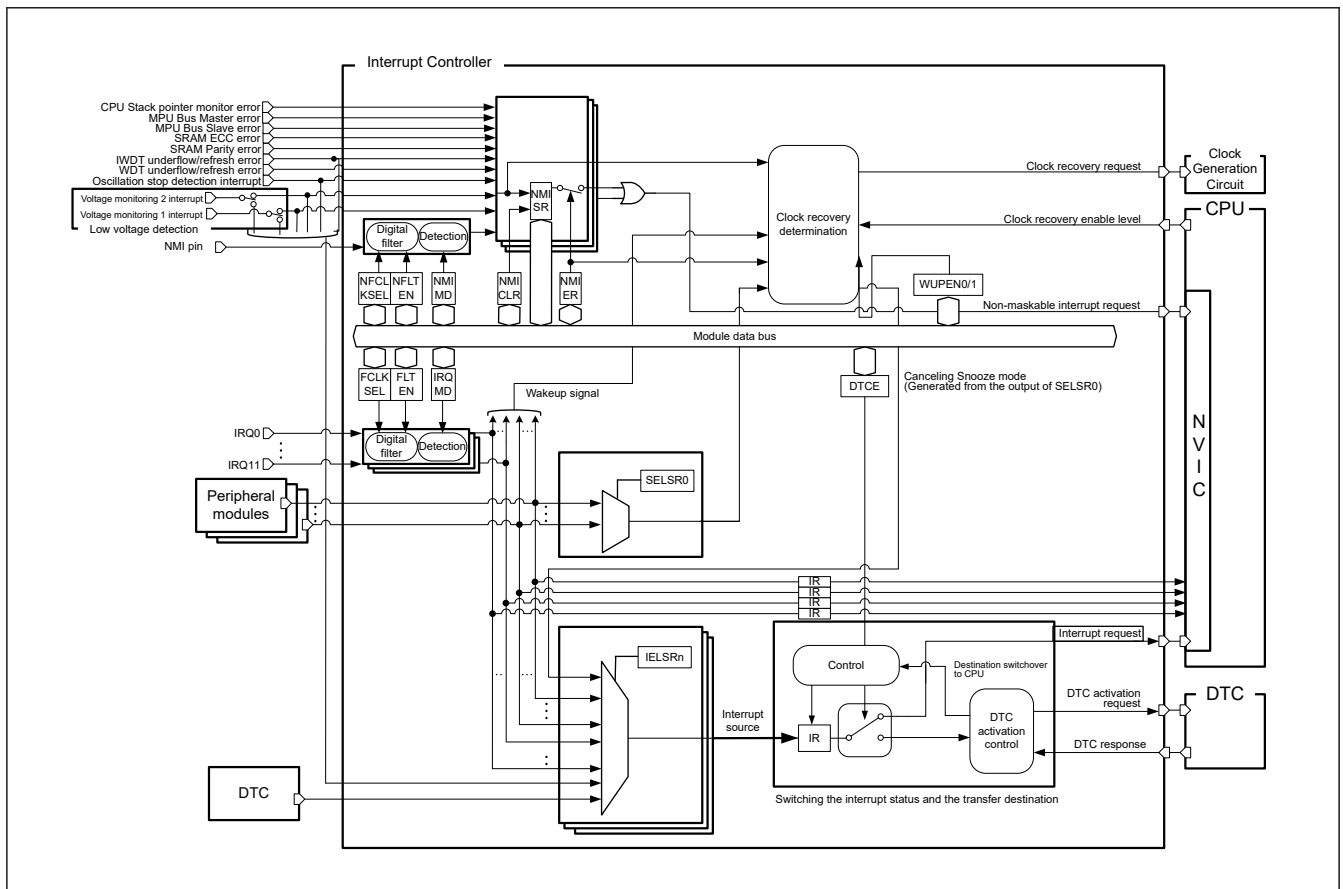 Interrupt Controller
CPU Stack pointer monitor error
MPU Bus Master error
MPU Bus Slave error
SRAM ECC error
SRAM Parity error
IWDT underflow/refresh error
WDT underflow/refresh error
Oscillation stop detection interrupt
Voltage monitoring 2 interrupt
Voltage monitoring 1 interrupt
Low voltage detection
NMI pin
Digital
filter
Detection
NMI
SR
NFCL
KSEL
NFLT
EN
NMI
MD
NMI
CLR
NMI
ER
Clock recovery
determination
Clock recovery request
Clock
Generation
Circuit
Clock recovery enable level
CPU
WUPEN0/1
Non-maskable interrupt request
Module data bus
FCLK
SEL
FLT
EN
IRQ
MD
Wakeup signal
DTCE
Canceling Snooze mode
(Generated from the output of SELSR0)
N
V
I
C
IRQ0
IRQ11
Digital
filter
Detection
Peripheral
modules
SELSR0
IR
IR
IR
IR
IELSRn
Interrupt request
Control
Destination switchover
to CPU
Interrupt
source
IR
DTC
activation
control
DTC activation
request
DTC response
DTC
DTC
Switching the interrupt status and the transfer destination